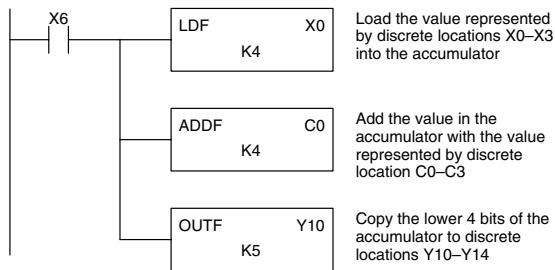 X6
LDF X0
K4
Load the value represented
by discrete locations X0–X3
into the accumulator
ADDF C0
K4
Add the value in the
accumulator with the value
represented by discrete
location C0–C3
OUTF Y10
K5
Copy the lower 4 bits of the
accumulator to discrete
locations Y10–Y14